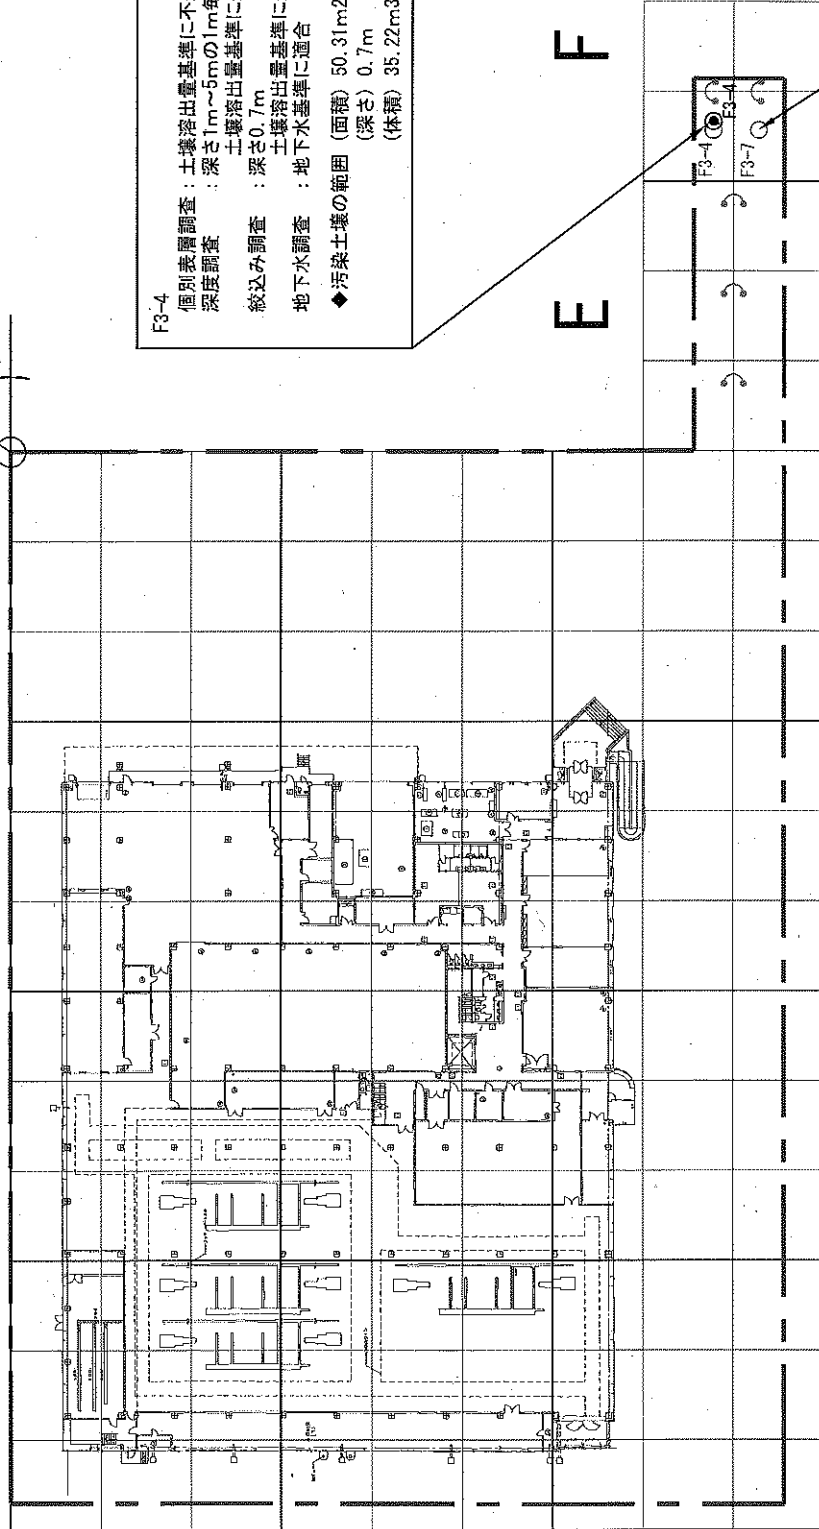 F3-4
個別表層調査：土壌溶出量基準に不
深度調査　　：深さ1m～5mの1m毎
土壌溶出量基準に
絞込み調査　：深さ0.7m
土壌溶出量基準に
地下水調査　：地下水基準に適合
◆汚染土壌の範囲（面積）50.31m2
（深さ）0.7m
（体積）35.22m3
E
F
F3-4
F3-4
F3-7